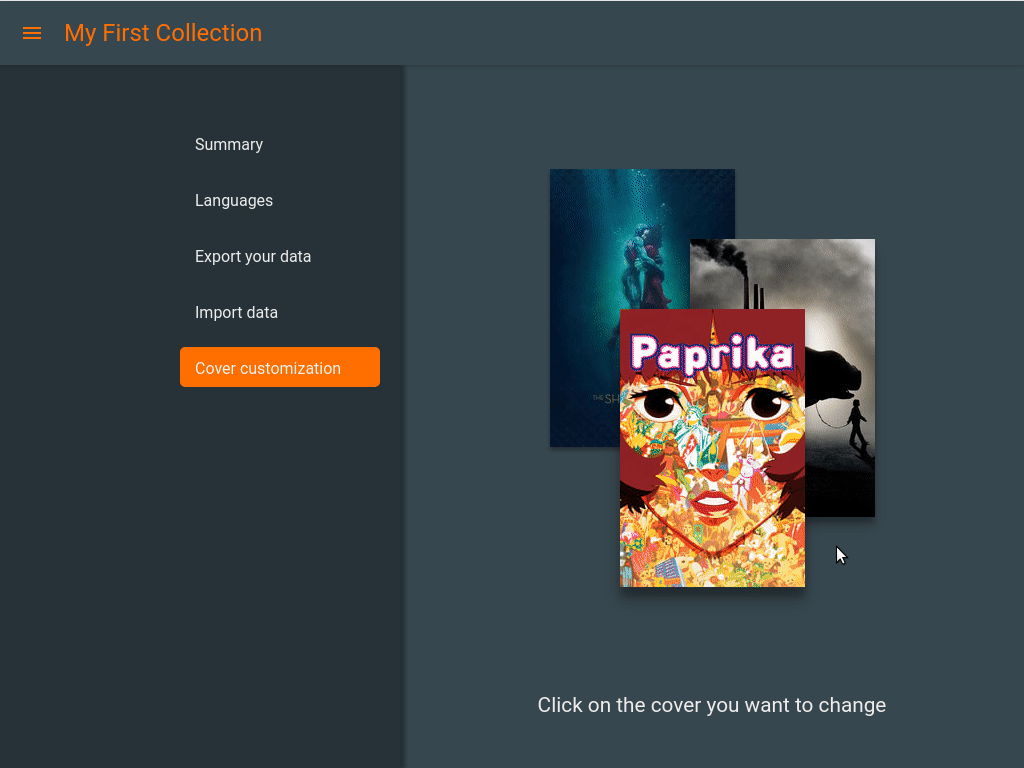 My First Collection
Summary
Languages
Export your data
Import data
Cover customization
THE SH
Paprika
Click on the cover you want to change